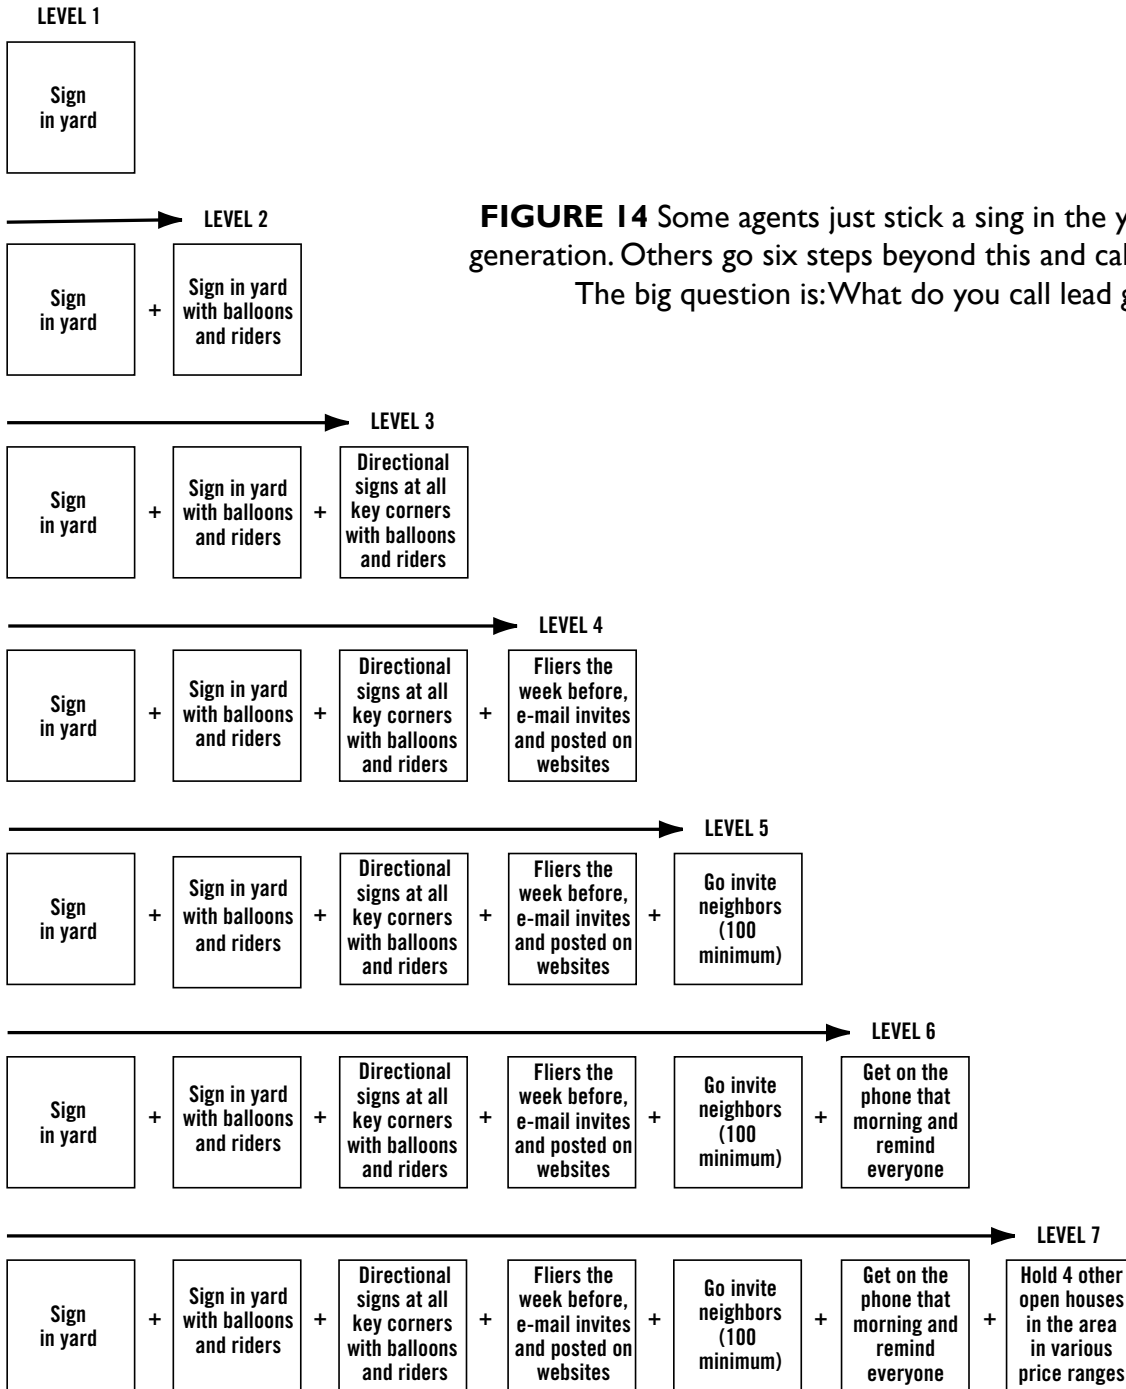 LEVEL 1
Sign
in yard
LEVEL 2
FIGURE 14 Some agents just stick a sing in the
generation. Others go six steps beyond this and
The big question is: What do you call lead
Sign
in yard
+
Sign in yard
with balloons
and riders
LEVEL 3
Sign
in yard
+
Sign in yard
with balloons
and riders
+
Directional
signs at all
key corners
with balloons
and riders
LEVEL 4
Sign
in yard
+
Sign in yard
with balloons
and riders
+
Directional
signs at all
key corners
with balloons
and riders
+
Fliers the
week before,
e-mail invites
and posted on
websites
LEVEL 5
Sign
in yard
+
Sign in yard
with balloons
and riders
+
Directional
signs at all
key corners
with balloons
and riders
+
Fliers the
week before,
e-mail invites
and posted on
websites
+
Go invite
neighbors
(100
minimum)
LEVEL 6
Sign
in yard
+
Sign in yard
with balloons
and riders
+
Directional
signs at all
key corners
with balloons
and riders
+
Fliers the
week before,
e-mail invites
and posted on
websites
+
Go invite
neighbors
(100
minimum)
+
Get on the
phone that
morning and
remind
everyone
LEVEL 7
Sign
in yard
+
Sign in yard
with balloons
and riders
+
Directional
signs at all
key corners
with balloons
and riders
+
Fliers the
week before,
e-mail invites
and posted on
websites
+
Go invite
neighbors
(100
minimum)
+
Get on the
phone that
morning and
remind
everyone
+
Hold 4 other
open houses
in the area
in various
price ranges